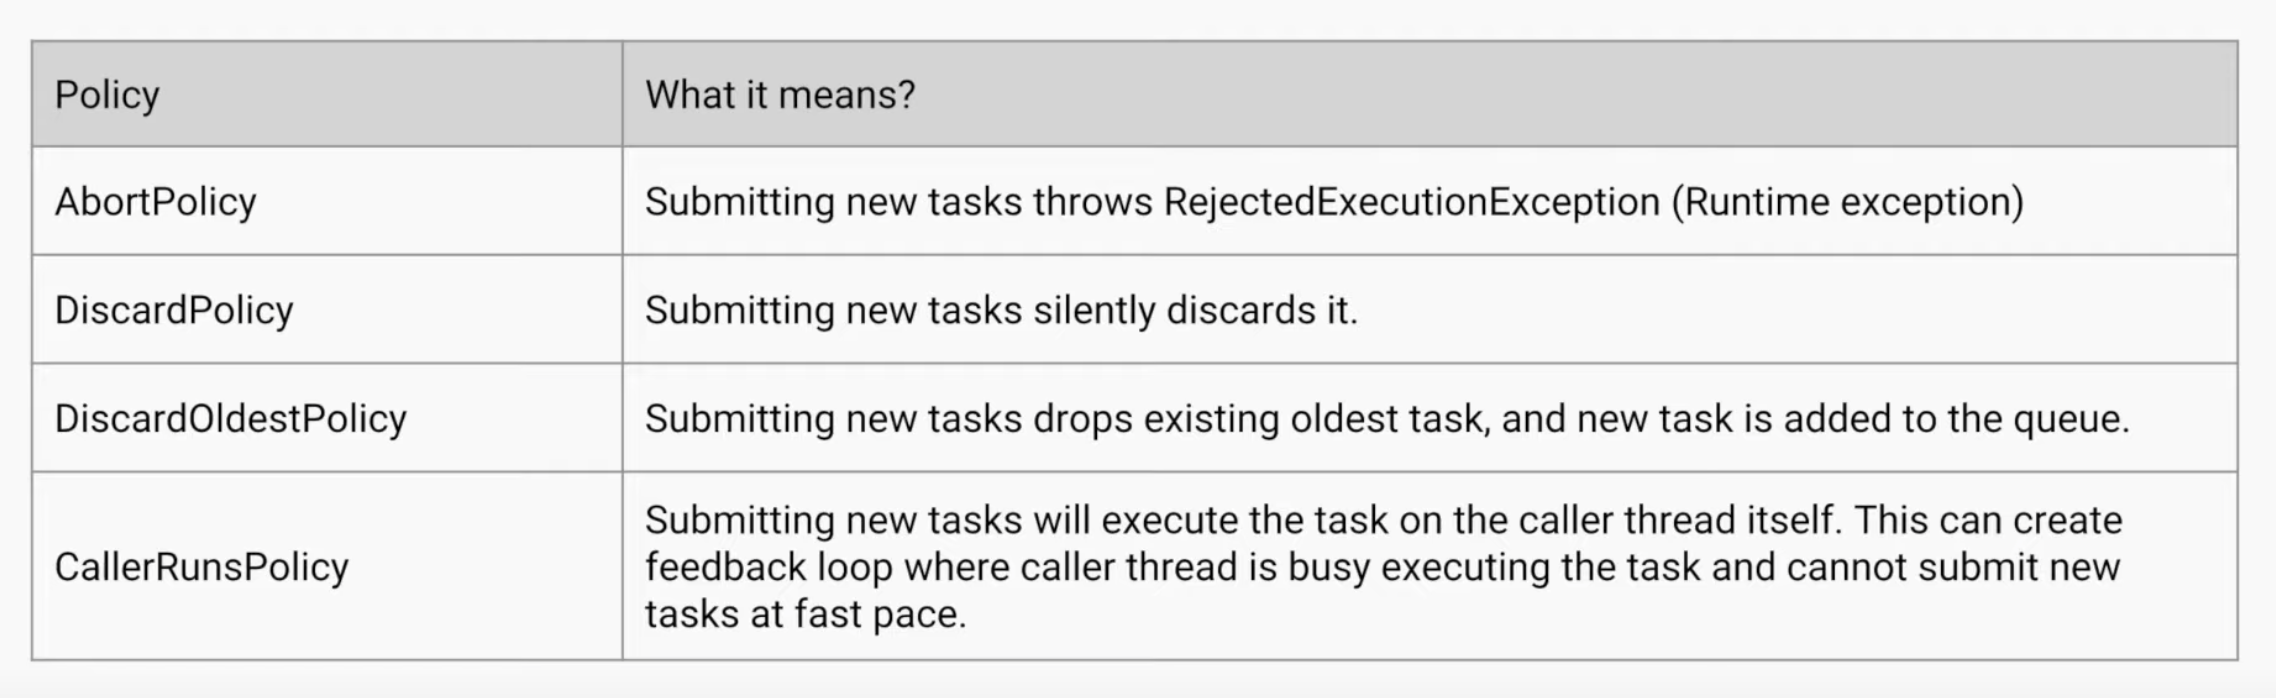 Policy
What it means?
AbortPolicy
Submitting new tasks throws RejectedExecutionException (Runtime exception)
DiscardPolicy
Submitting new tasks silently discards it.
DiscardOldestPolicy
Submitting new tasks drops existing oldest task, and new task is added to the queue.
CallerRunsPolicy
Submitting new tasks will execute the task on the caller thread itself. This can create
feedback loop where caller thread is busy executing the task and cannot submit new
tasks at fast pace.